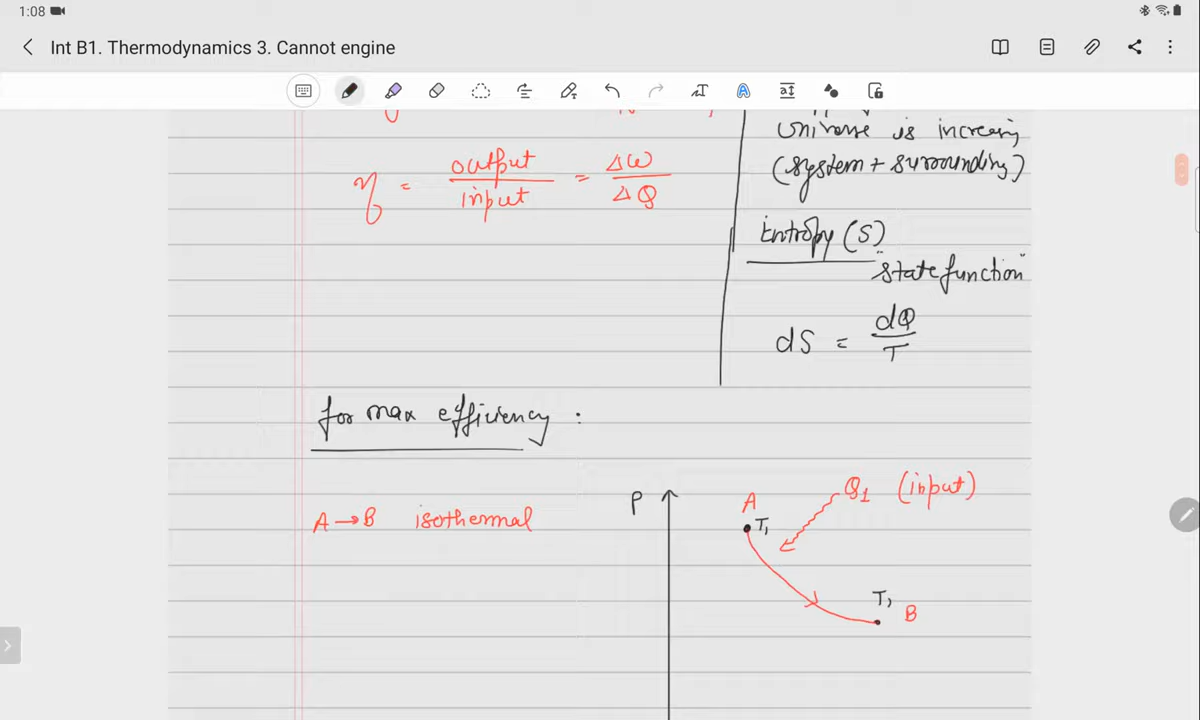 1:08
Int B1. Thermodynamics 3. Cannot engine
universe is increasing
(system + surrounding)
η = output / input = Δω / ΔQ
Entropy (S)
"state function"
dS = dQ / T
for max efficiency :
A → B isothermal
P
A
Q1 (input)
T1
T1
B